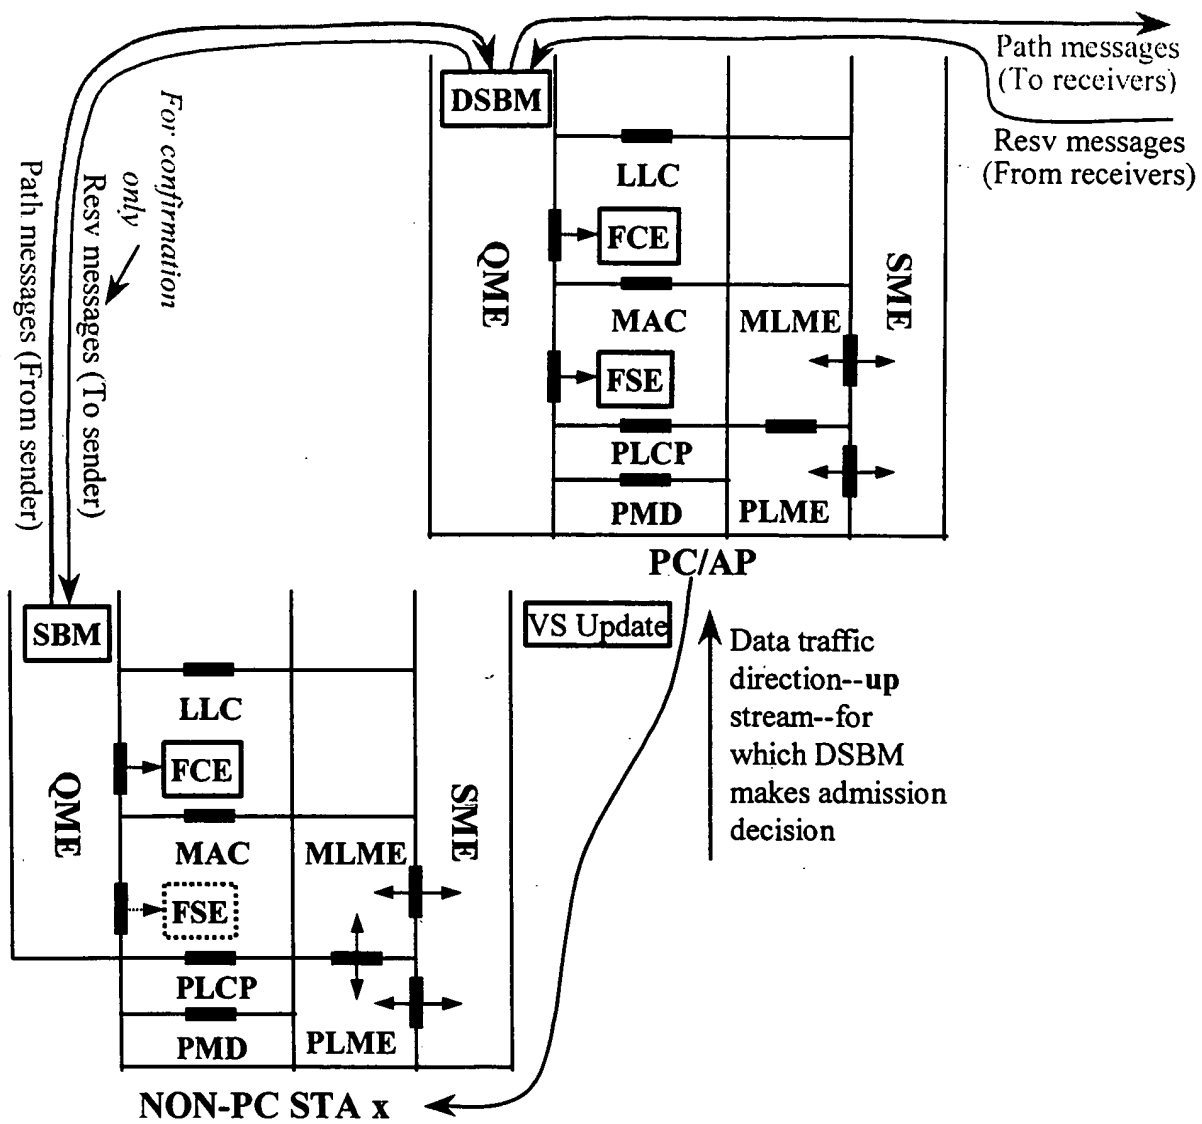 Path messages
(To receivers)
Resv messages
(From receivers)
DSBM
LLC
FCE
QME
SME
MAC
MLME
FSE
PLCP
PMD
PLME
PC/AP
For confirmation
only
Resv messages (To sender)
Path messages (From sender)
SBM
VS Update
Data traffic
direction--up
stream--for
which DSBM
makes admission
decision
LLC
FCE
QME
SME
MAC
MLME
FSE
PLCP
PMD
PLME
NON-PC STA x